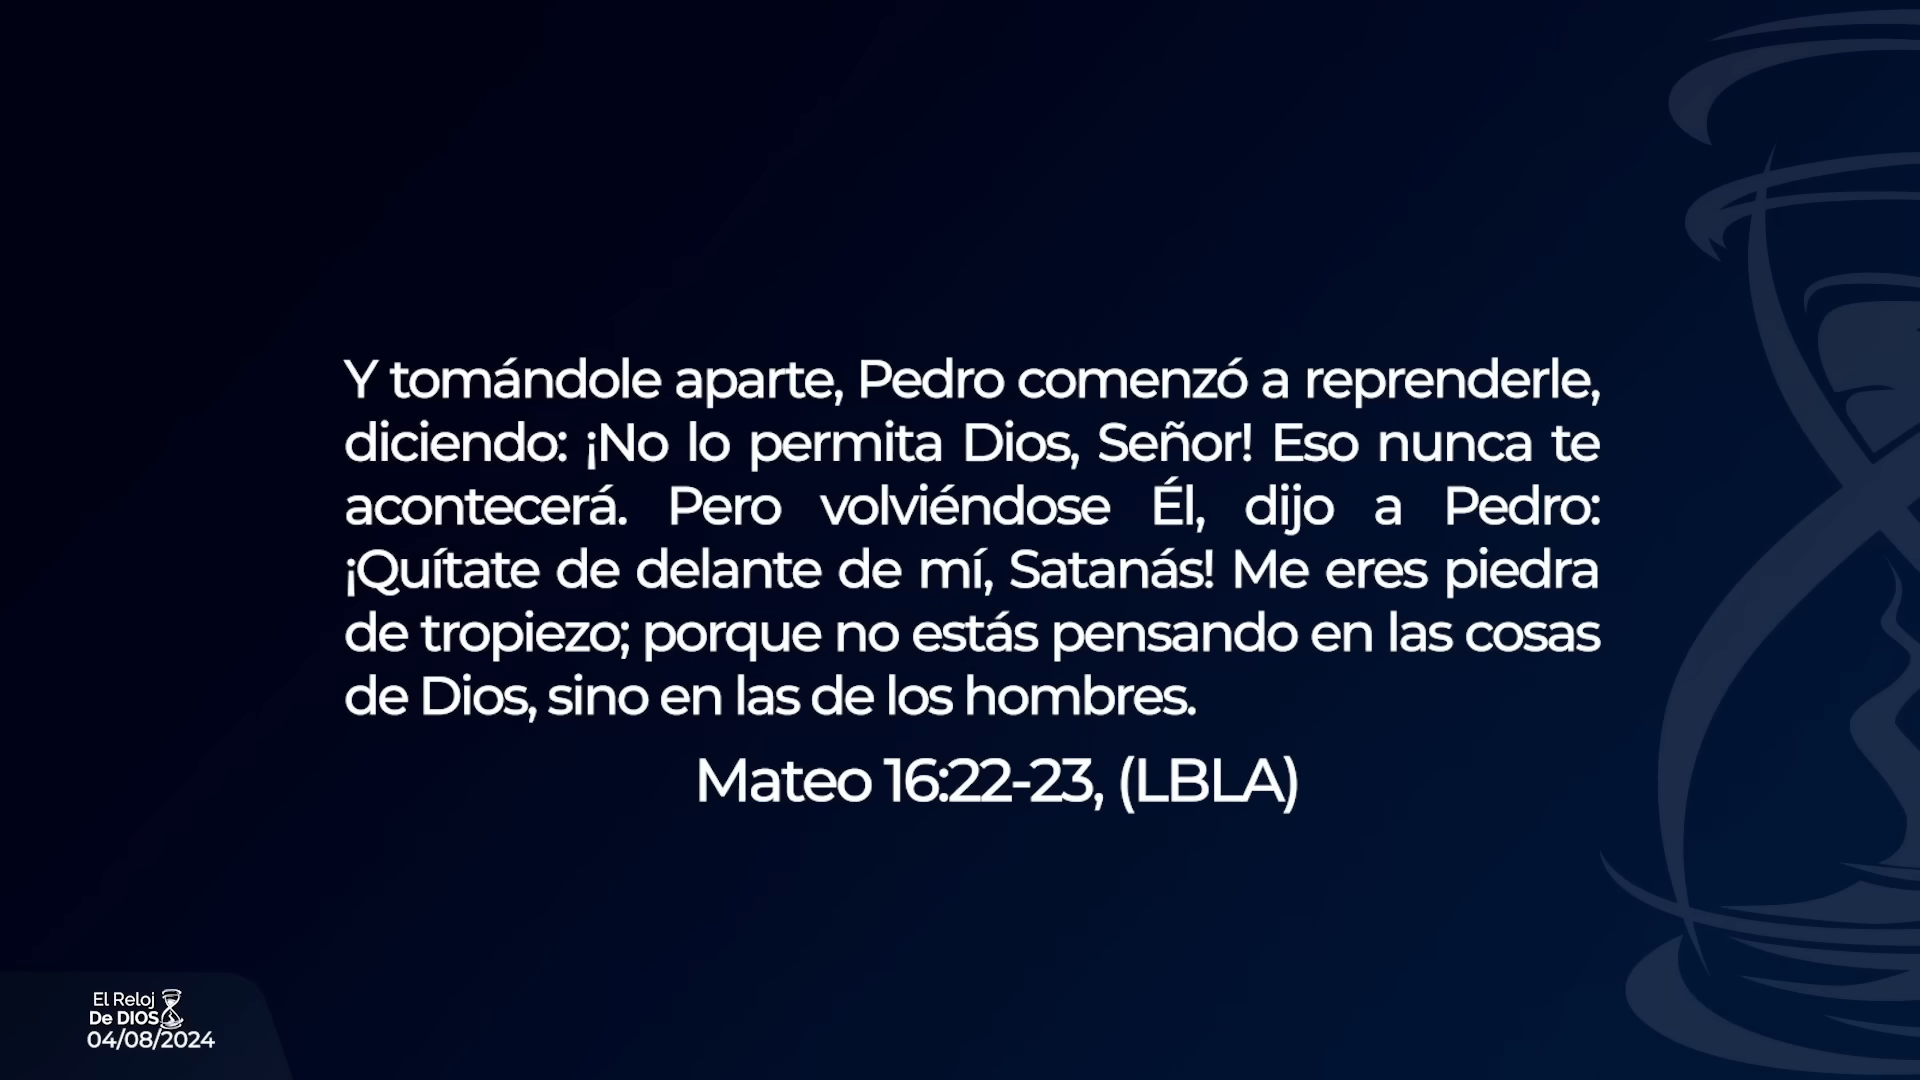 Y tomándole aparte, Pedro comenzó a reprenderle,
diciendo: ¡No lo permita Dios, Señor! Eso nunca te
acontecerá. Pero volviéndose Él, dijo a Pedro:
¡Quítate de delante de mí, Satanás! Me eres piedra
de tropiezo; porque no estás pensando en las cosas
de Dios, sino en las de los hombres.
Mateo 16:22-23, (LBLA)
El Reloj
De DIOS
04/08/2024